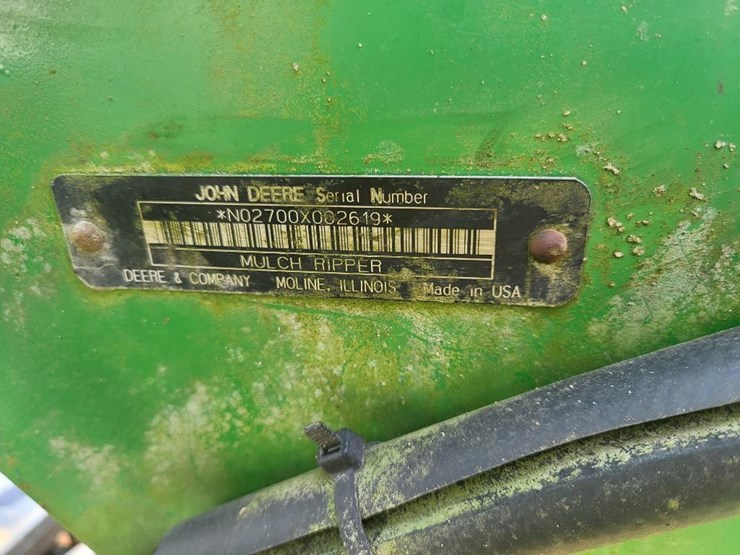 JOHN DEERE Serial Number
*N02700X002619*
MULCH RIPPER
DEERE & COMPANY MOLINE, ILLINOIS Made in USA